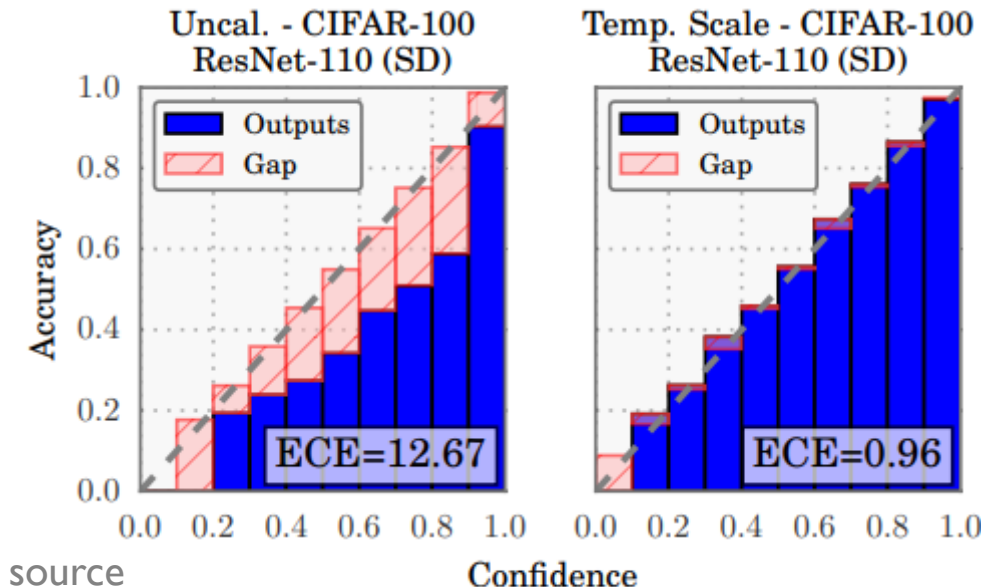 Uncal. - CIFAR-100
ResNet-110 (SD)
Temp. Scale - CIFAR-100
ResNet-110 (SD)
Accuracy
1.0
0.8
0.6
0.4
0.2
0.0
Outputs
Gap
ECE=12.67
0.0 0.2 0.4 0.6 0.8 1.0
Outputs
Gap
ECE=0.96
0.0 0.2 0.4 0.6 0.8 1.0
Confidence
source